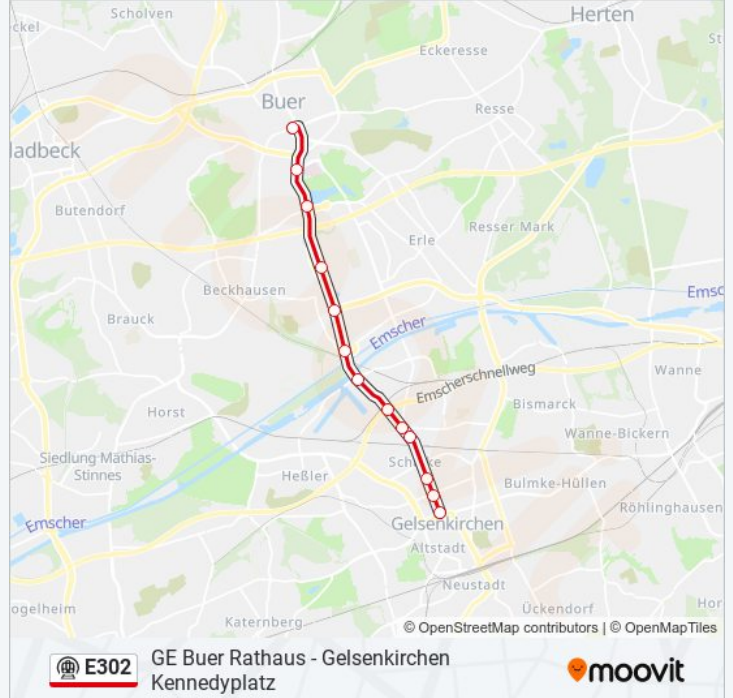 Scholven
Herten
ckel
St
Eckeresse
Buer
Resse
ladbeck
Butendorf
Resser Mark
Erle
Beckhausen
Emsc
Brauck
Emscher
Wanne
Emscherschnellweg
Bismarck
Horst
Wanne-Bickern
Siedlung Mathias-
Stinnes
Heßler
Bulmke-Hüllen
Röhlinghausen
Emscher
Gelsenkirchen
Altstadt
Neustadt
ogelheim
Ückendorf
Hor
Katernberg
© OpenStreetMap contributors | © OpenMapTiles
E302
GE Buer Rathaus - Gelsenkirchen
Kennedyplatz
moovit